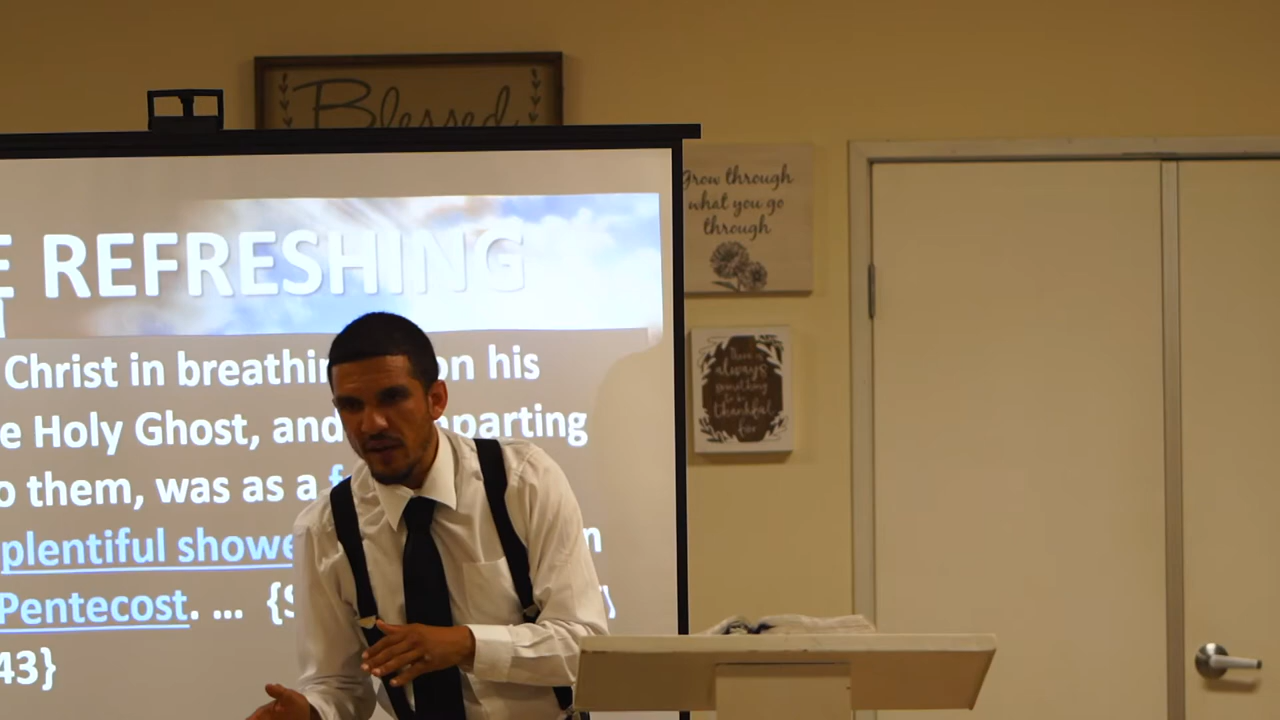 Blessed
E REFRESHING
Christ in breathin on his
e Holy Ghost, and parting
o them, was as a f
plentiful showe n
Pentecost. ... {S }
43}
Grow through
what you go
through
There is
always
something
to be
thankful
for